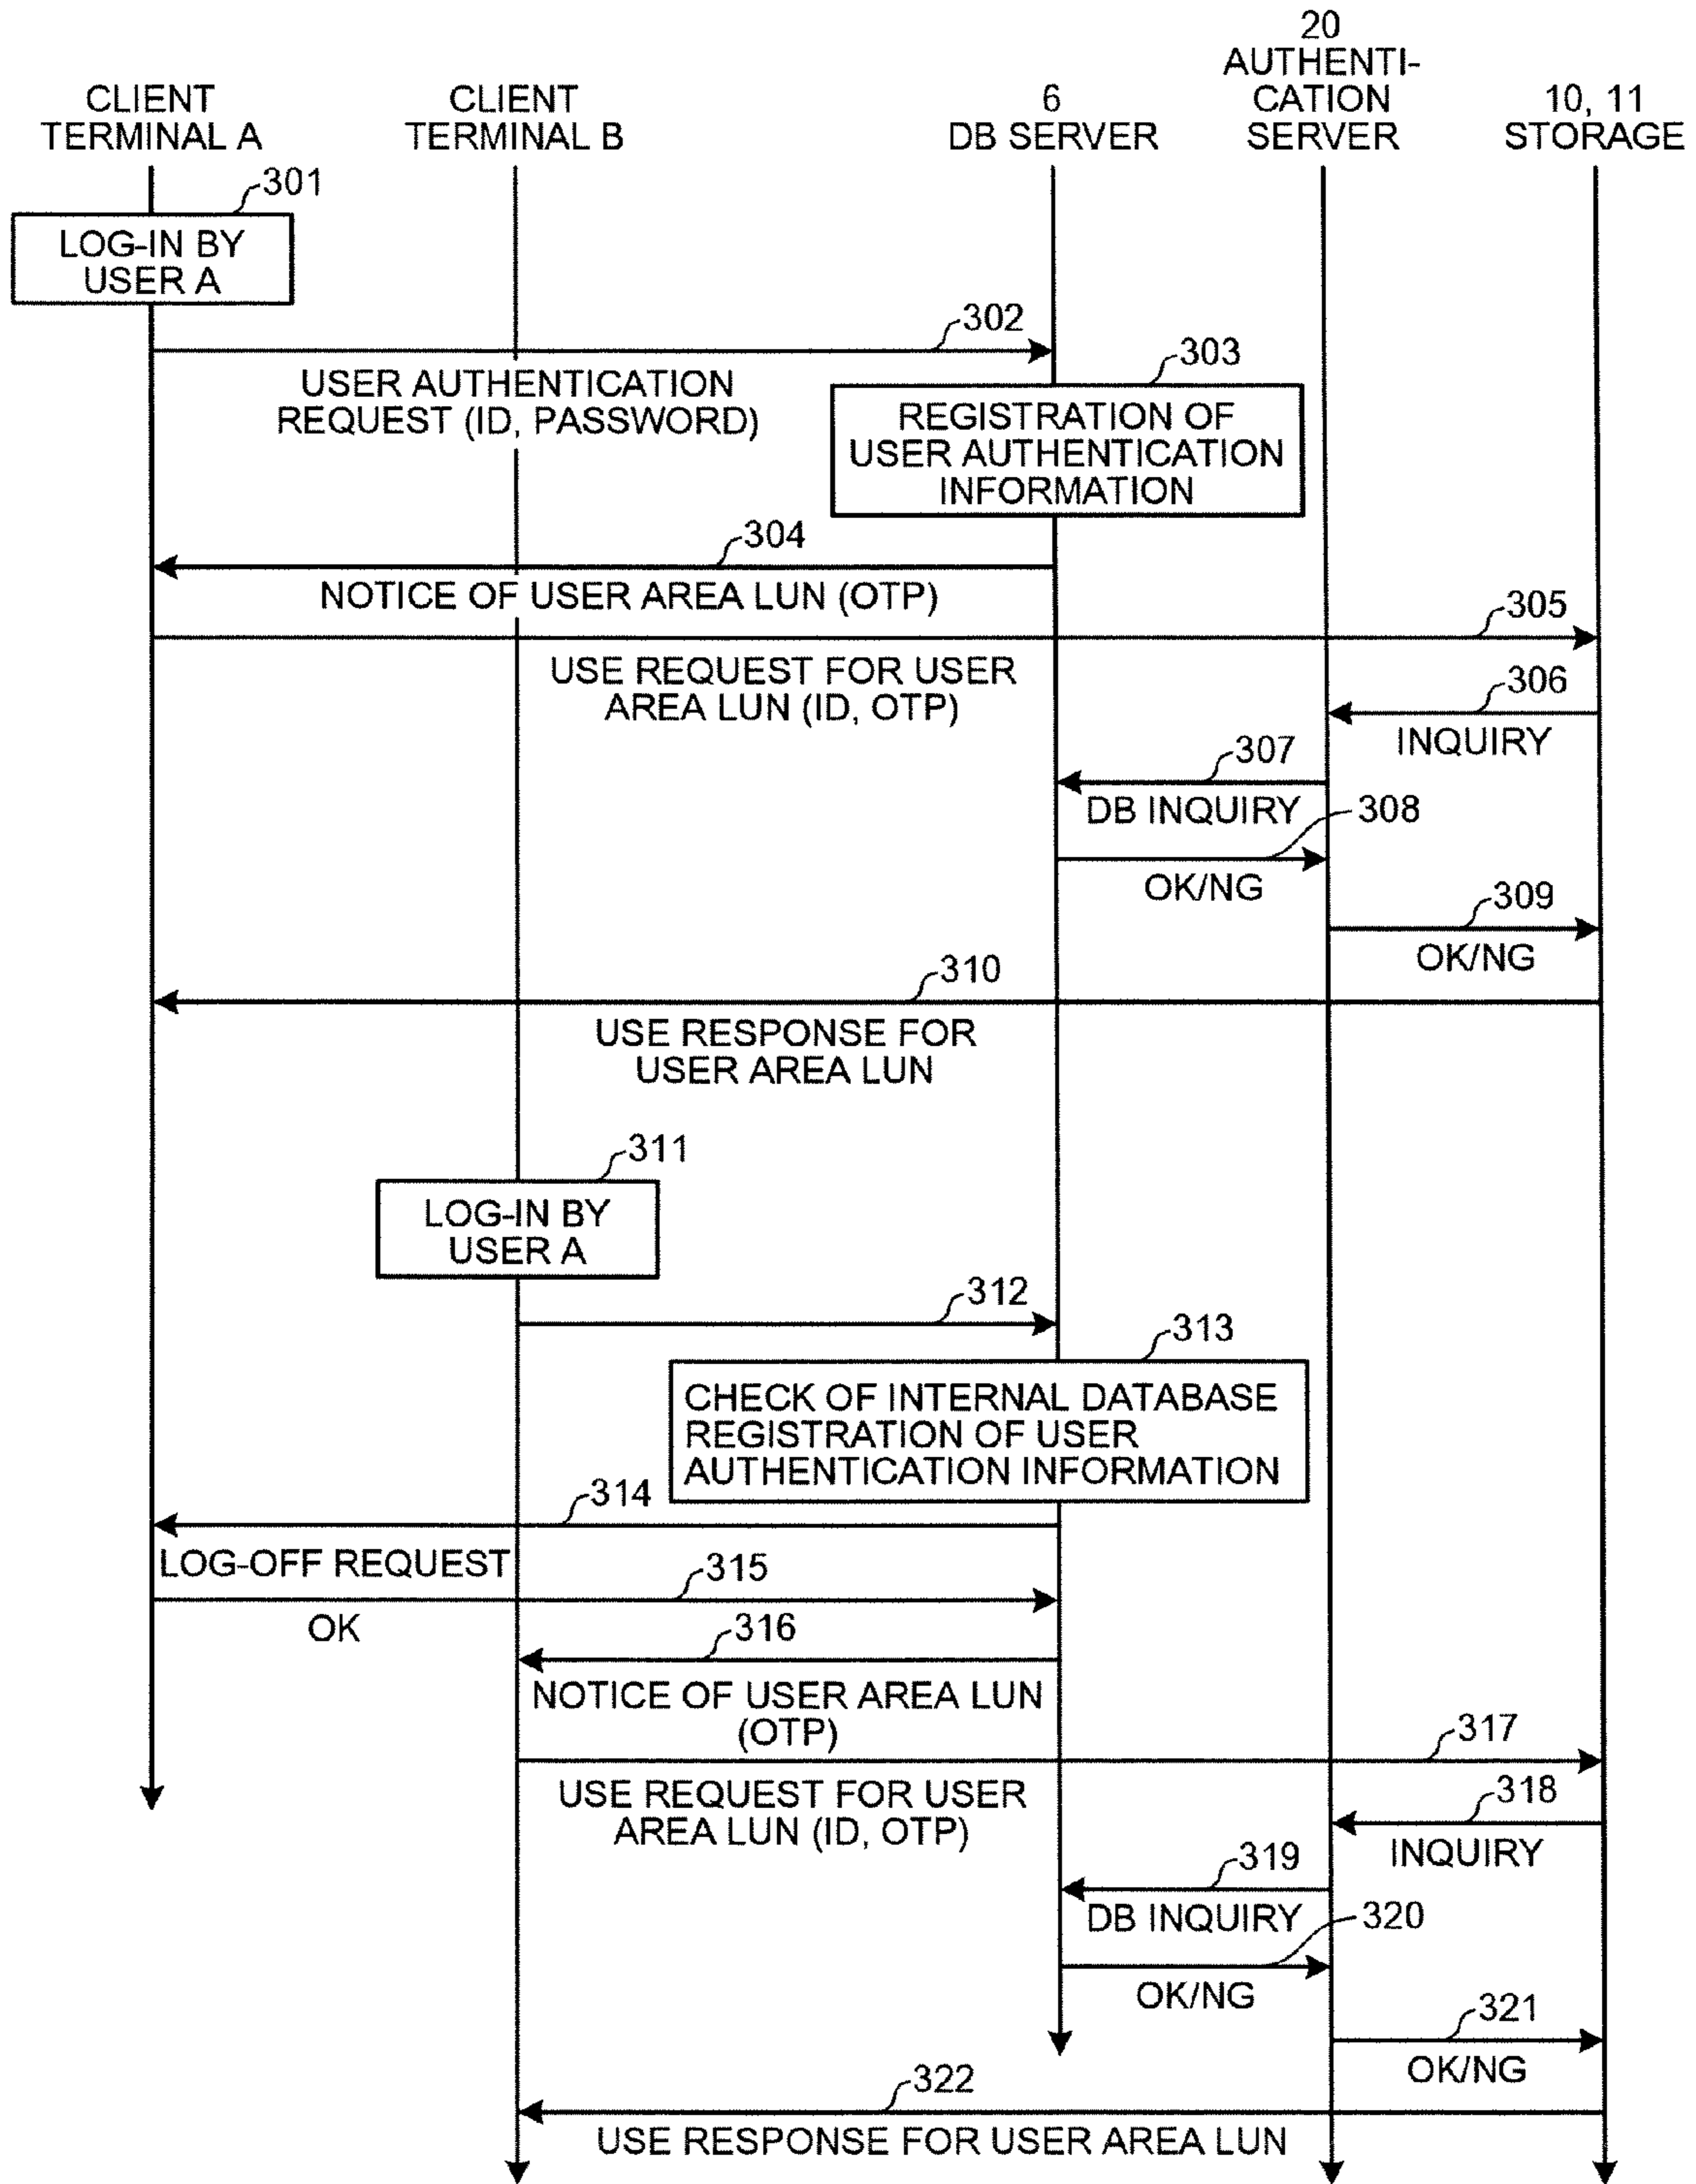 CLIENT
TERMINAL A
CLIENT
TERMINAL B
6
DB SERVER
20
AUTHENTI-
CATION
SERVER
10, 11
STORAGE
301
LOG-IN BY
USER A
302
USER AUTHENTICATION
REQUEST (ID, PASSWORD)
303
REGISTRATION OF
USER AUTHENTICATION
INFORMATION
304
NOTICE OF USER AREA LUN (OTP)
305
USE REQUEST FOR USER
AREA LUN (ID, OTP)
306
INQUIRY
307
DB INQUIRY
308
OK/NG
309
OK/NG
310
USE RESPONSE FOR
USER AREA LUN
311
LOG-IN BY
USER A
312
313
CHECK OF INTERNAL DATABASE
REGISTRATION OF USER
AUTHENTICATION INFORMATION
314
LOG-OFF REQUEST
315
OK
316
NOTICE OF USER AREA LUN
(OTP)
317
USE REQUEST FOR USER
AREA LUN (ID, OTP)
318
INQUIRY
319
DB INQUIRY
320
OK/NG
321
OK/NG
322
USE RESPONSE FOR USER AREA LUN